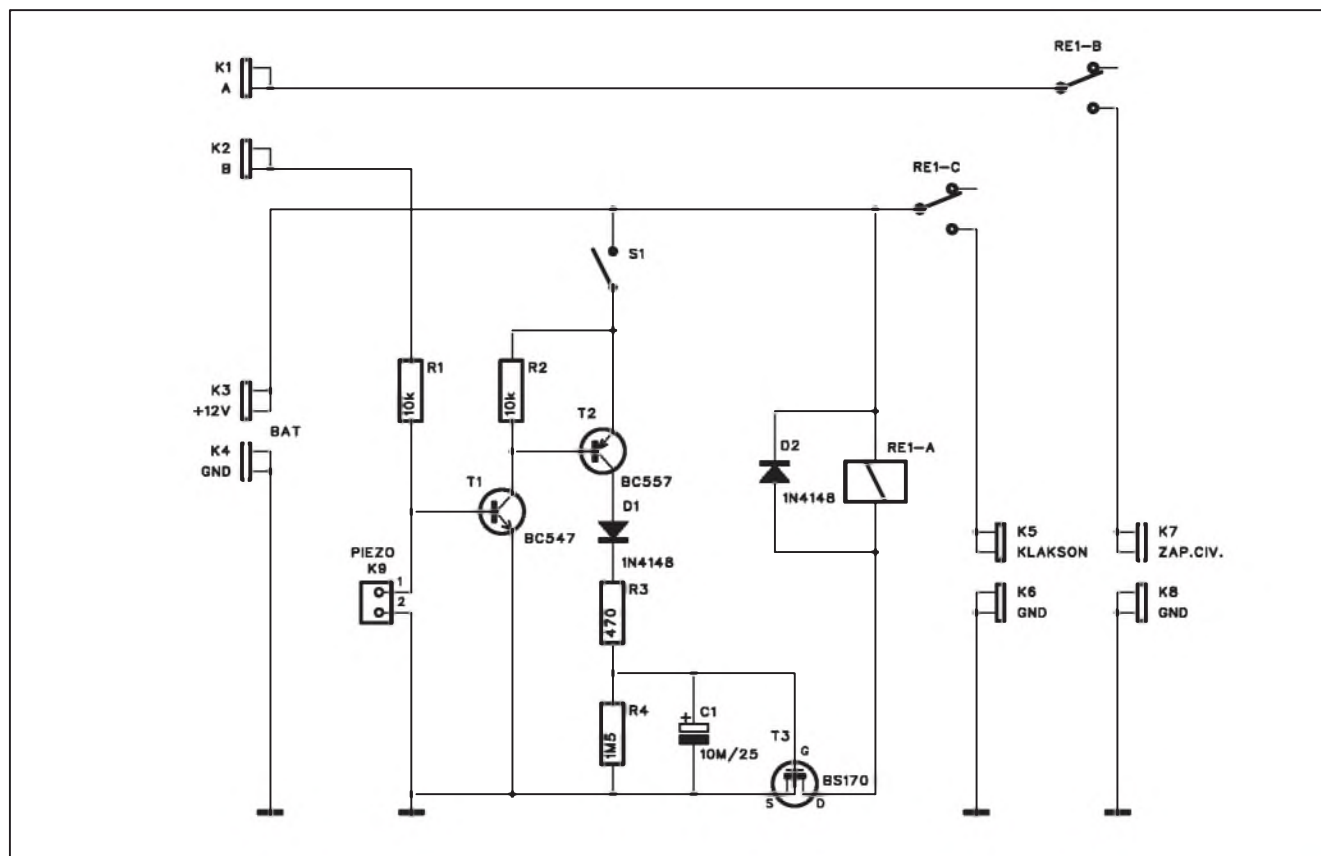 RE1-B
K1
A
K2
B
RE1-C
S1
R1
10k
R2
10k
K3
+12V
BAT
K4
GND
T2
BC557
T1
BC547
D1
1N4148
D2
1N4148
RE1-A
PIEZO
K9
1
2
R3
470
K5
KLAKSON
K6
GND
K7
ZAP.CIV.
K8
GND
R4
1M5
+
C1
10M/25
T3
G
BS170
S
D